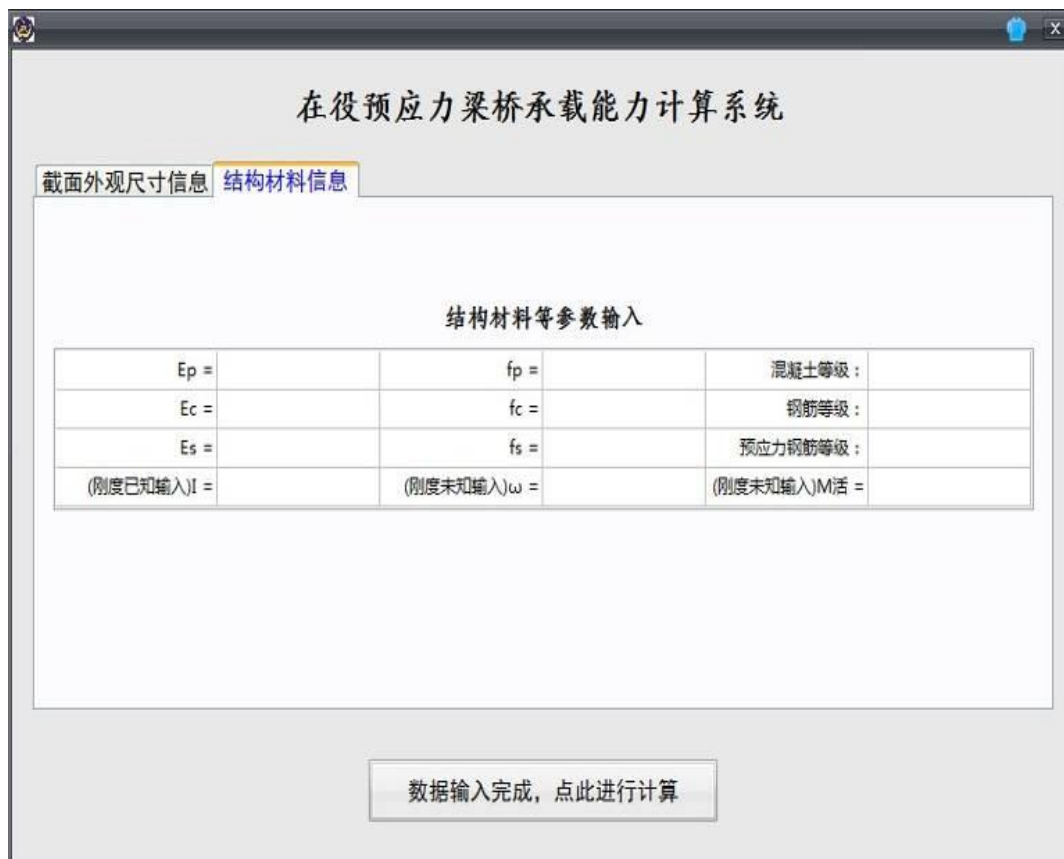 X
在役预应力梁桥承载能力计算系统
截面外观尺寸信息 结构材料信息
结构材料等参数输入
Ep = fp = 混凝土等级：
Ec = fc = 钢筋等级：
Es = fs = 预应力钢筋等级：
(刚度已知输入)I = (刚度未知输入)ω = (刚度未知输入)M活 =
数据输入完成，点此进行计算